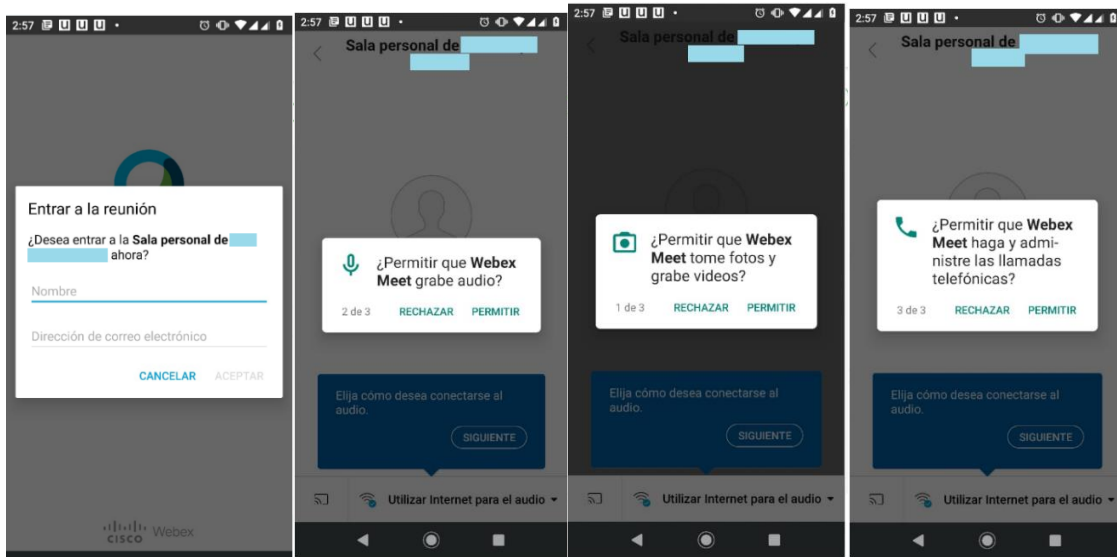 2:57
Entrar a la reunión
¿Desea entrar a la Sala personal de
ahora?
Nombre
Dirección de correo electrónico
CANCELAR ACEPTAR
CISCO Webex
2:57
Sala personal de
¿Permitir que Webex
Meet grabe audio?
2 de 3 RECHAZAR PERMITIR
Elija cómo desea conectarse al
audio.
SIGUIENTE
Utilizar Internet para el audio
2:57
Sala personal de
¿Permitir que Webex
Meet tome fotos y
grabe videos?
1 de 3 RECHAZAR PERMITIR
Elija cómo desea conectarse al
audio.
SIGUIENTE
Utilizar Internet para el audio
2:57
Sala personal de
¿Permitir que Webex
Meet haga y admi-
nistre las llamadas
telefónicas?
3 de 3 RECHAZAR PERMITIR
Elija cómo desea conectarse al
audio.
SIGUIENTE
Utilizar Internet para el audio